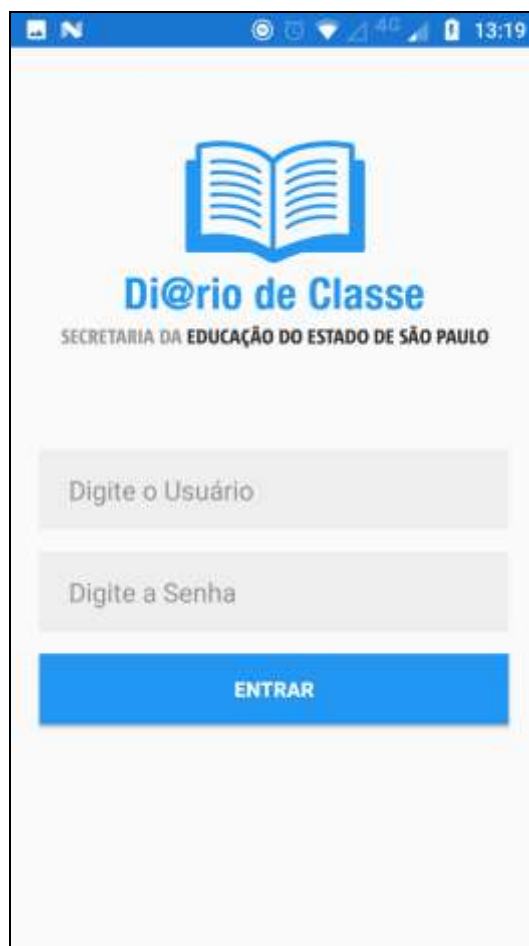 4G 13:19
Di@rio de Classe
SECRETARIA DA EDUCAÇÃO DO ESTADO DE SÃO PAULO
Digite o Usuário
Digite a Senha
ENTRAR